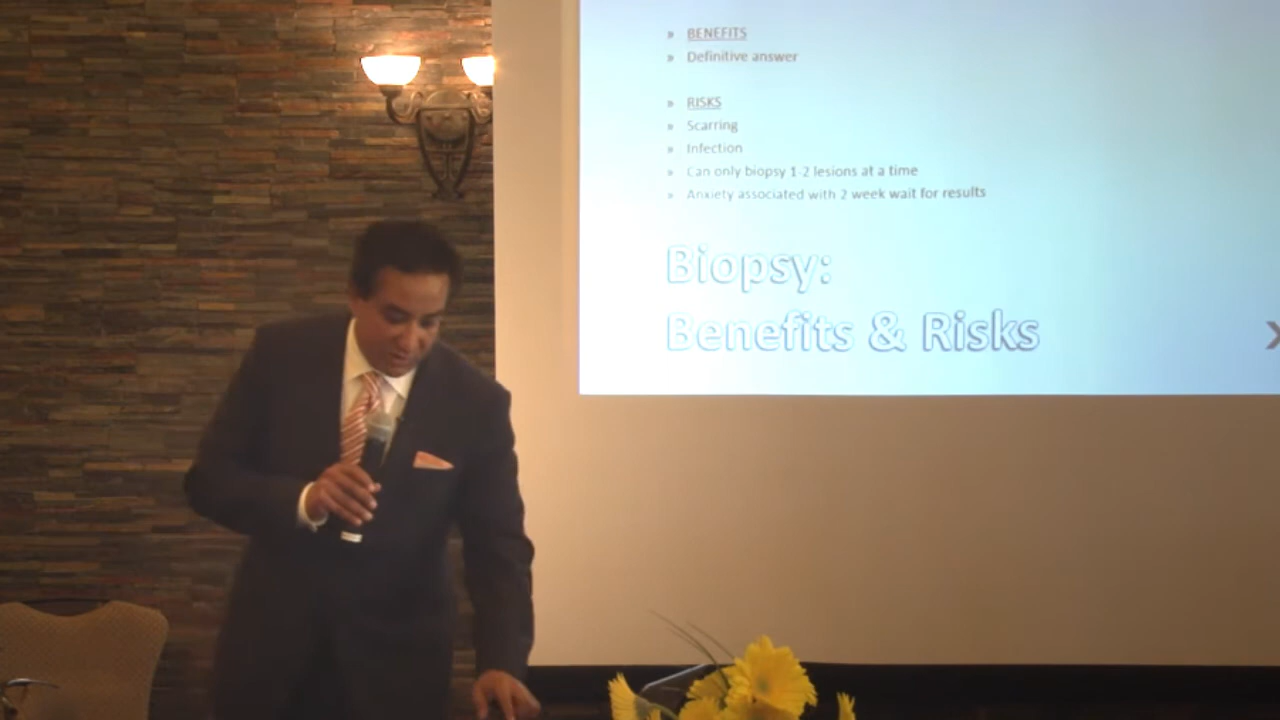 » BENEFITS
» Definitive answer
» RISKS
» Scarring
» Infection
» Can only biopsy 1-2 lesions at a time
» Anxiety associated with 2 week wait for results
Biopsy:
Benefits & Risks